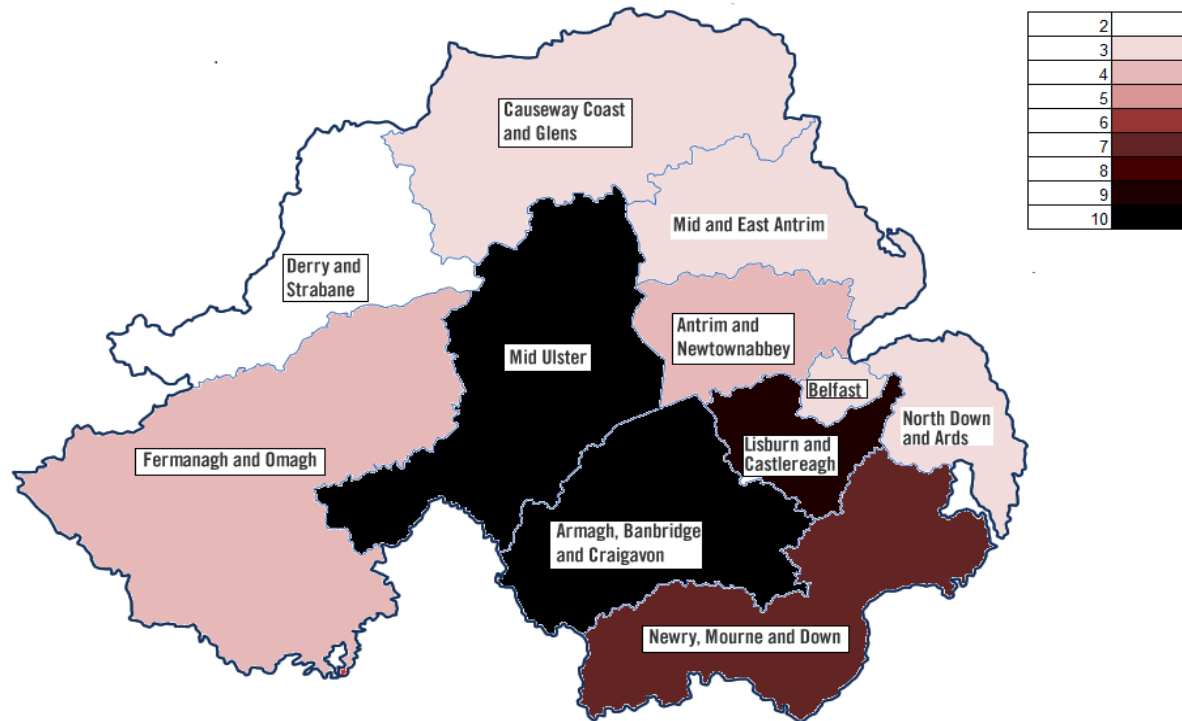 2
3
4
5
6
7
8
9
10
Causeway Coast
and Glens
Mid and East Antrim
Derry and
Strabane
Antrim and
Newtownabbey
Mid Ulster
Belfast
North Down
and Ards
Fermanagh and Omagh
Lisburn and
Castlereagh
Armagh, Banbridge
and Craigavon
Newry, Mourne and Down